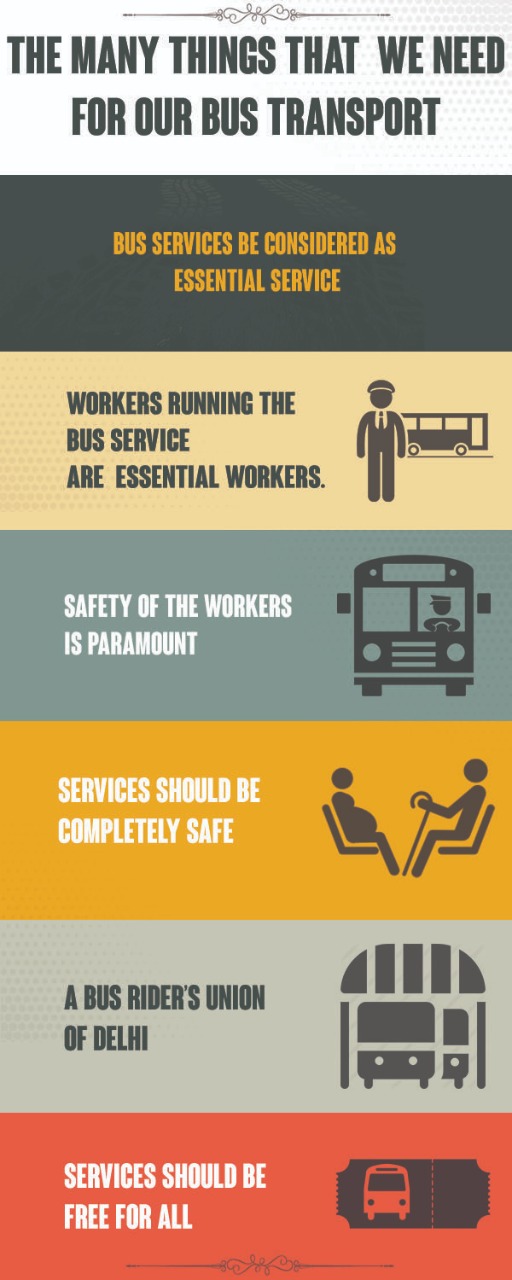 THE MANY THINGS THAT WE NEED
FOR OUR BUS TRANSPORT
BUS SERVICES BE CONSIDERED AS
ESSENTIAL SERVICE
WORKERS RUNNING THE
BUS SERVICE
ARE ESSENTIAL WORKERS.
SAFETY OF THE WORKERS
IS PARAMOUNT
SERVICES SHOULD BE
COMPLETELY SAFE
A BUS RIDER'S UNION
OF DELHI
SERVICES SHOULD BE
FREE FOR ALL